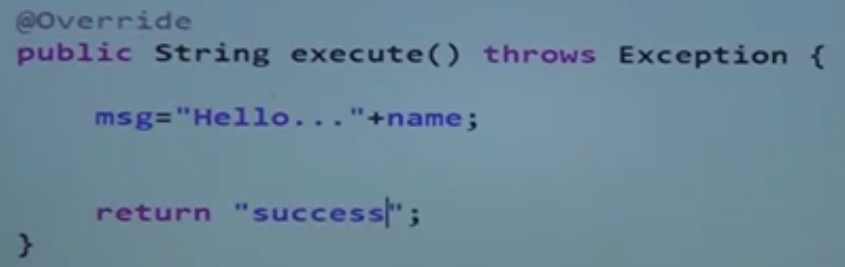 @Override
public String execute() throws Exception {
msg="Hello..."+name;
return "success";
}